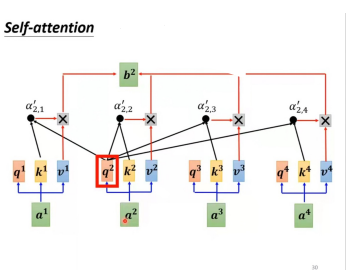 Self-attention
b²
α′₂,₁ α′₂,₂ α′₂,₃ α′₂,₄
× × × ×
q¹ k¹ v¹ q² k² v² q³ k³ v³ q⁴ k⁴ v⁴
a¹ a² a³ a⁴
30